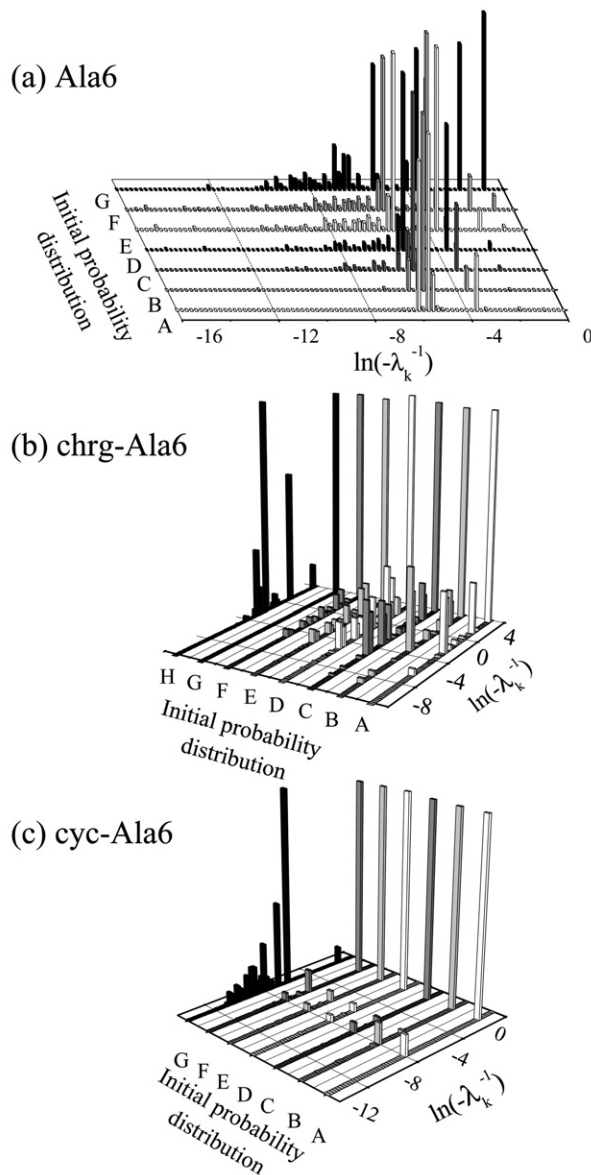 (a) Ala6
G
F
E
D
C
B
A
Initial probability
distribution
-16
-12
-8
-4
0
ln(-λk-1)
(b) chrg-Ala6
H G F E D C B A
Initial probability
distribution
-8
-4
0
4
ln(-λk-1)
(c) cyc-Ala6
G F E D C B A
Initial probability
distribution
-12
-8
-4
0
ln(-λk-1)